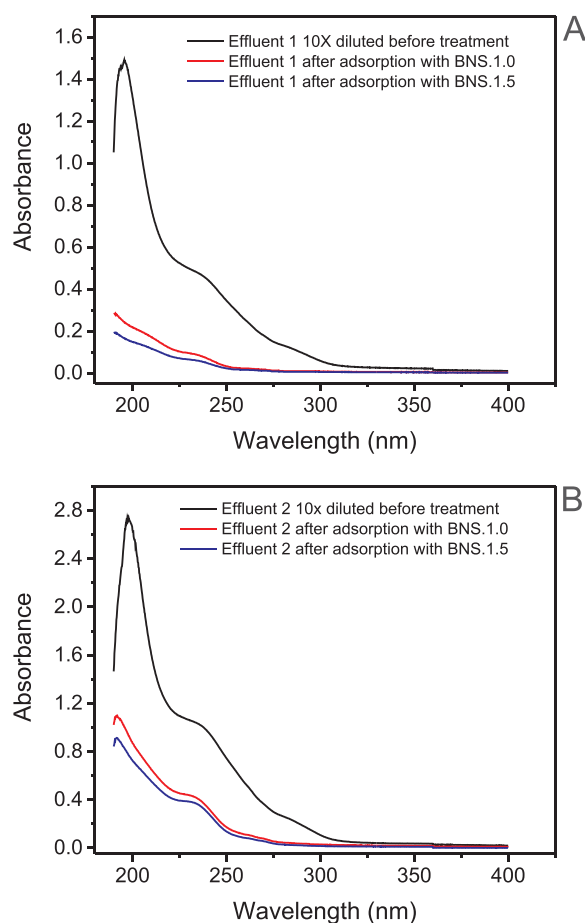 A
Effluent 1 10X diluted before treatment
Effluent 1 after adsorption with BNS.1.0
Effluent 1 after adsorption with BNS.1.5
Absorbance
1.6
1.4
1.2
1.0
0.8
0.6
0.4
0.2
0.0
200 250 300 350 400
Wavelength (nm)
B
Effluent 2 10x diluted before treatment
Effluent 2 after adsorption with BNS.1.0
Effluent 2 after adsorption with BNS.1.5
Absorbance
2.8
2.4
2.0
1.6
1.2
0.8
0.4
0.0
200 250 300 350 400
Wavelength (nm)